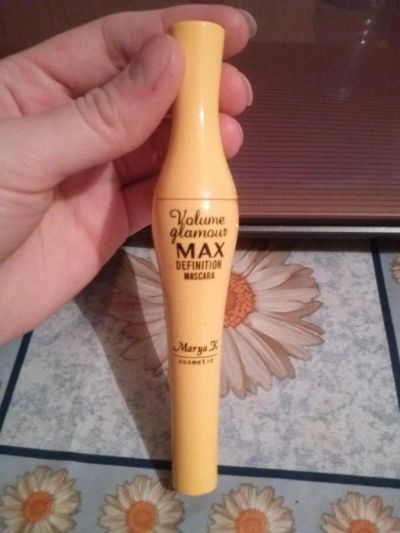 Volume
glamour
MAX
DEFINITION
MASCARA
Marya K
cosmetic